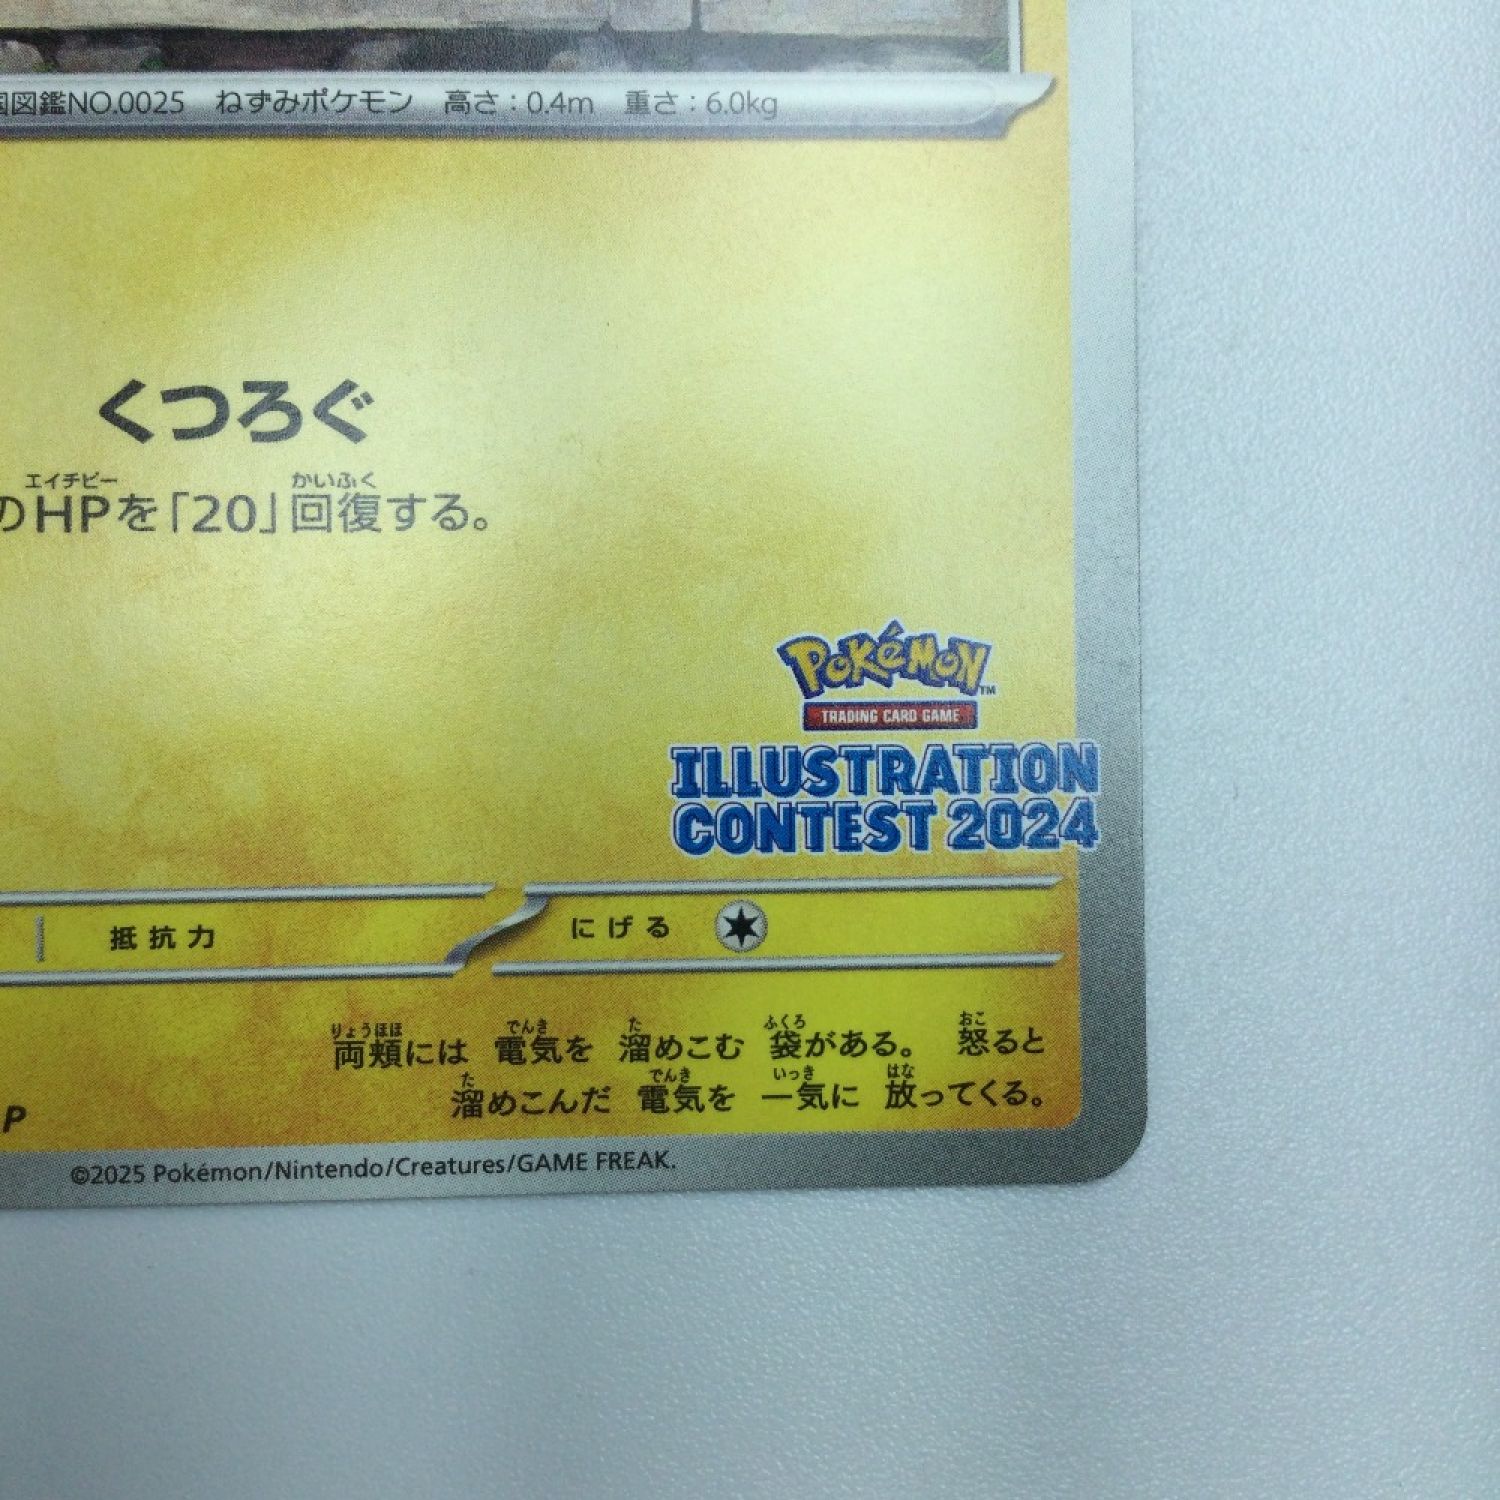 国図鑑NO.0025 ねずみポケモン 高さ：0.4m 重さ：6.0kg
くつろぐ
エイチピー かいふく
のHPを「20」回復する。
Pokémon™
TRADING CARD GAME
ILLUSTRATION
CONTEST 2024
抵抗力 にげる
りょうほほ でんき た ふくろ おこ
両頬には 電気を 溜めこむ 袋がある。 怒ると
た でんき いっき はな
溜めこんだ 電気を 一気に 放ってくる。
P
©2025 Pokémon/Nintendo/Creatures/GAME FREAK.